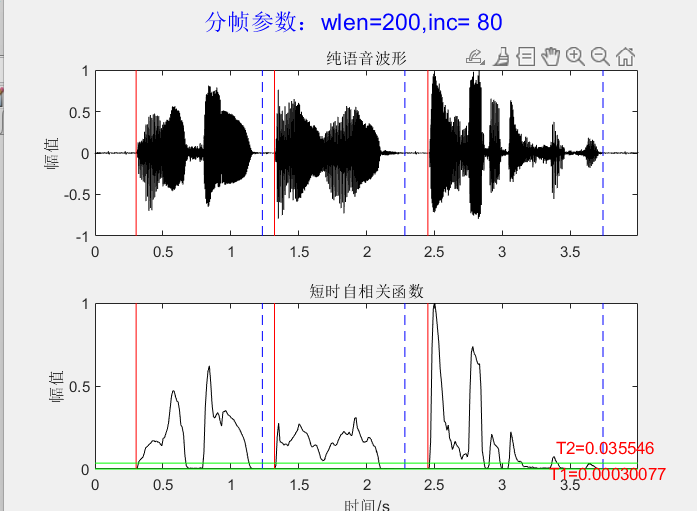 分帧参数：wlen=200,inc= 80
纯语音波形
幅值
1
0.5
0
-0.5
-1
0 0.5 1 1.5 2 2.5 3 3.5
短时自相关函数
幅值
1
0.5
0
T2=0.035546
T1=0.00030077
0 0.5 1 1.5 2 2.5 3 3.5
时间/s